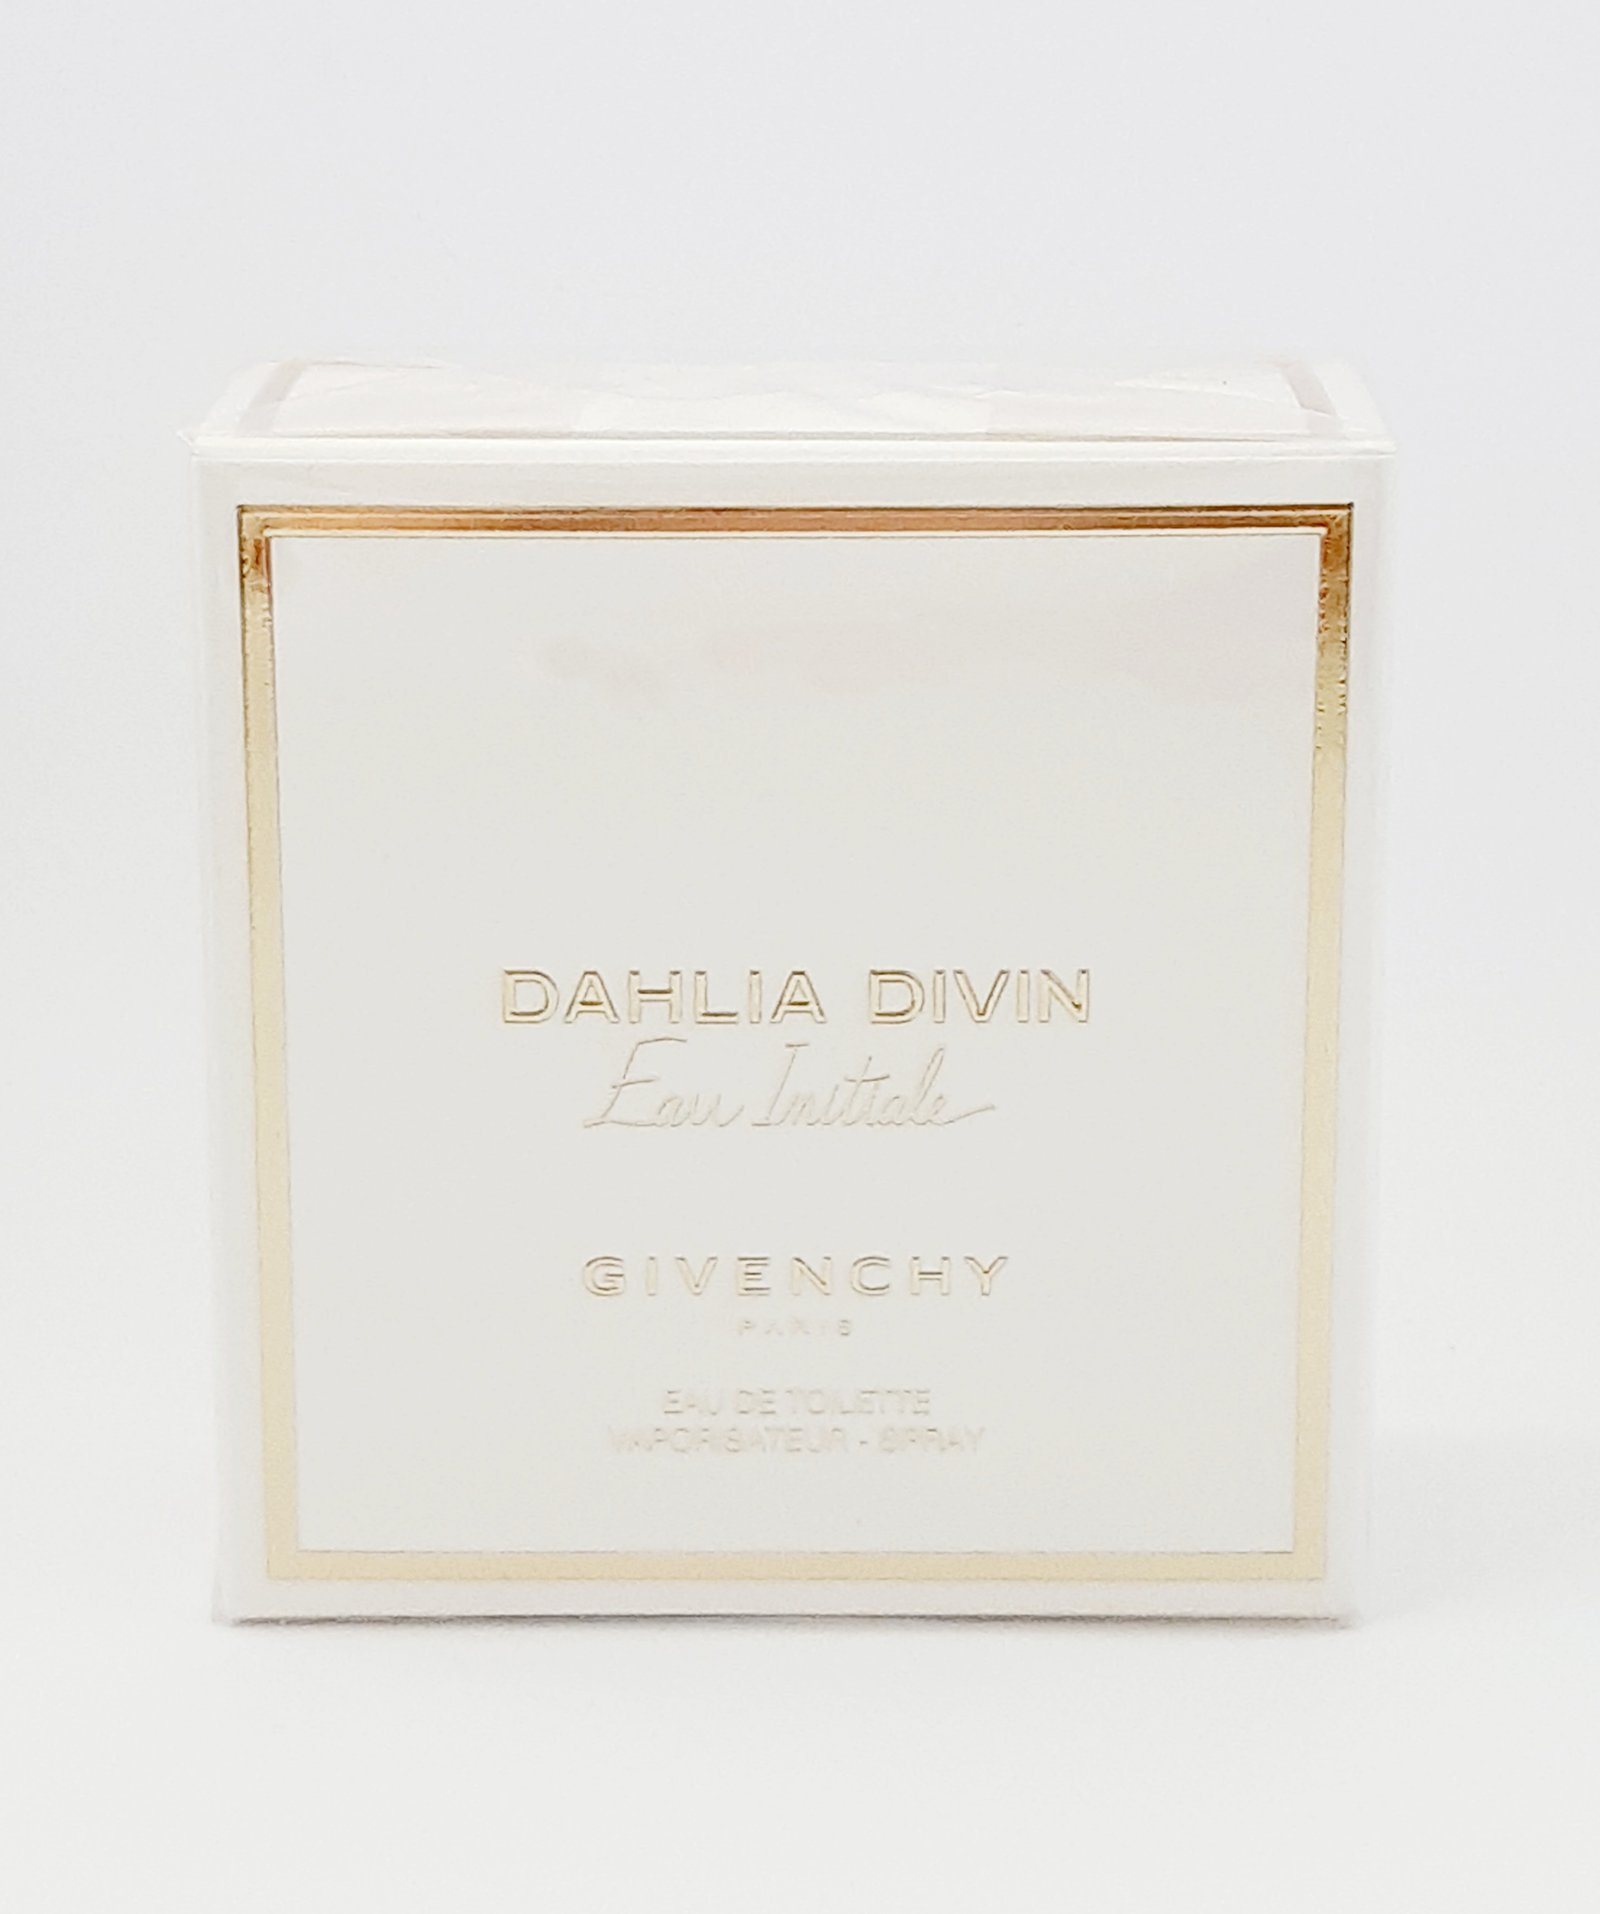 DAHLIA DIVIN
Eau Initiale
GIVENCHY
PARIS
EAU DE TOILETTE
VAPORISATEUR - SPRAY